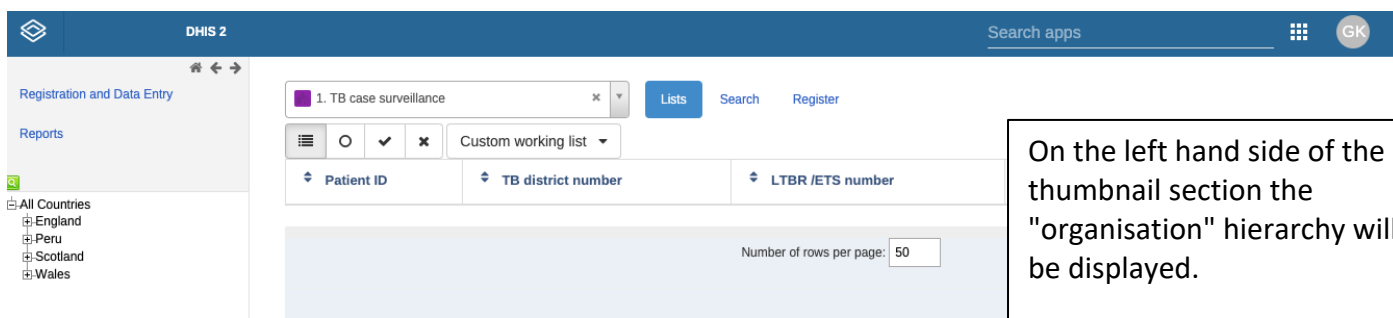 DHIS 2
Search apps
GK
Registration and Data Entry
Reports
All Countries
England
Peru
Scotland
Wales
1. TB case surveillance
Lists
Search
Register
Custom working list
Patient ID
TB district number
LTBR /ETS number
Number of rows per page: 50
On the left hand side of the
thumbnail section the
"organisation" hierarchy will
be displayed.